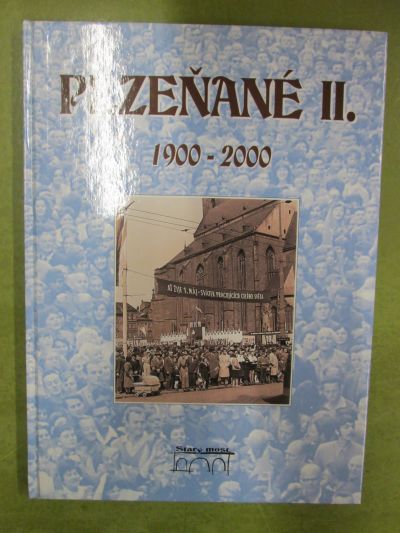 PLZEŇANÉ II.
1900 - 2000
AŤ ŽIJE 1. MÁJ - SVÁTEK PRACUJÍCÍCH CELÉHO SVĚTA
Starý most